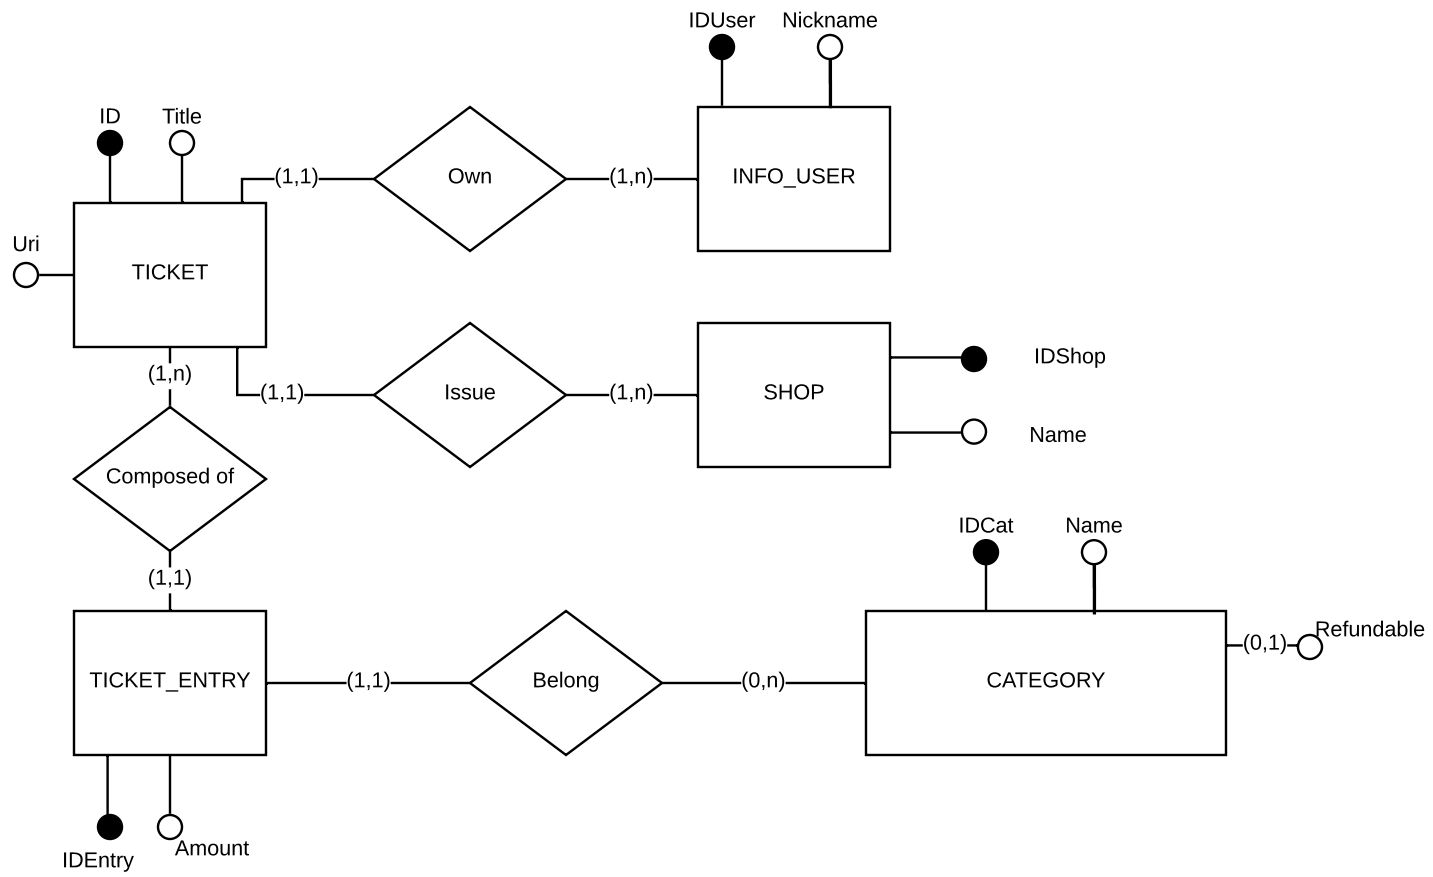 IDUser Nickname
ID Title
(1,1) Own (1,n) INFO_USER
Uri
TICKET
IDShop
(1,n)
(1,1) Issue (1,n) SHOP
Name
Composed of
IDCat Name
(1,1)
Refundable
(0,1)
TICKET_ENTRY (1,1) Belong (0,n) CATEGORY
Amount
IDEntry